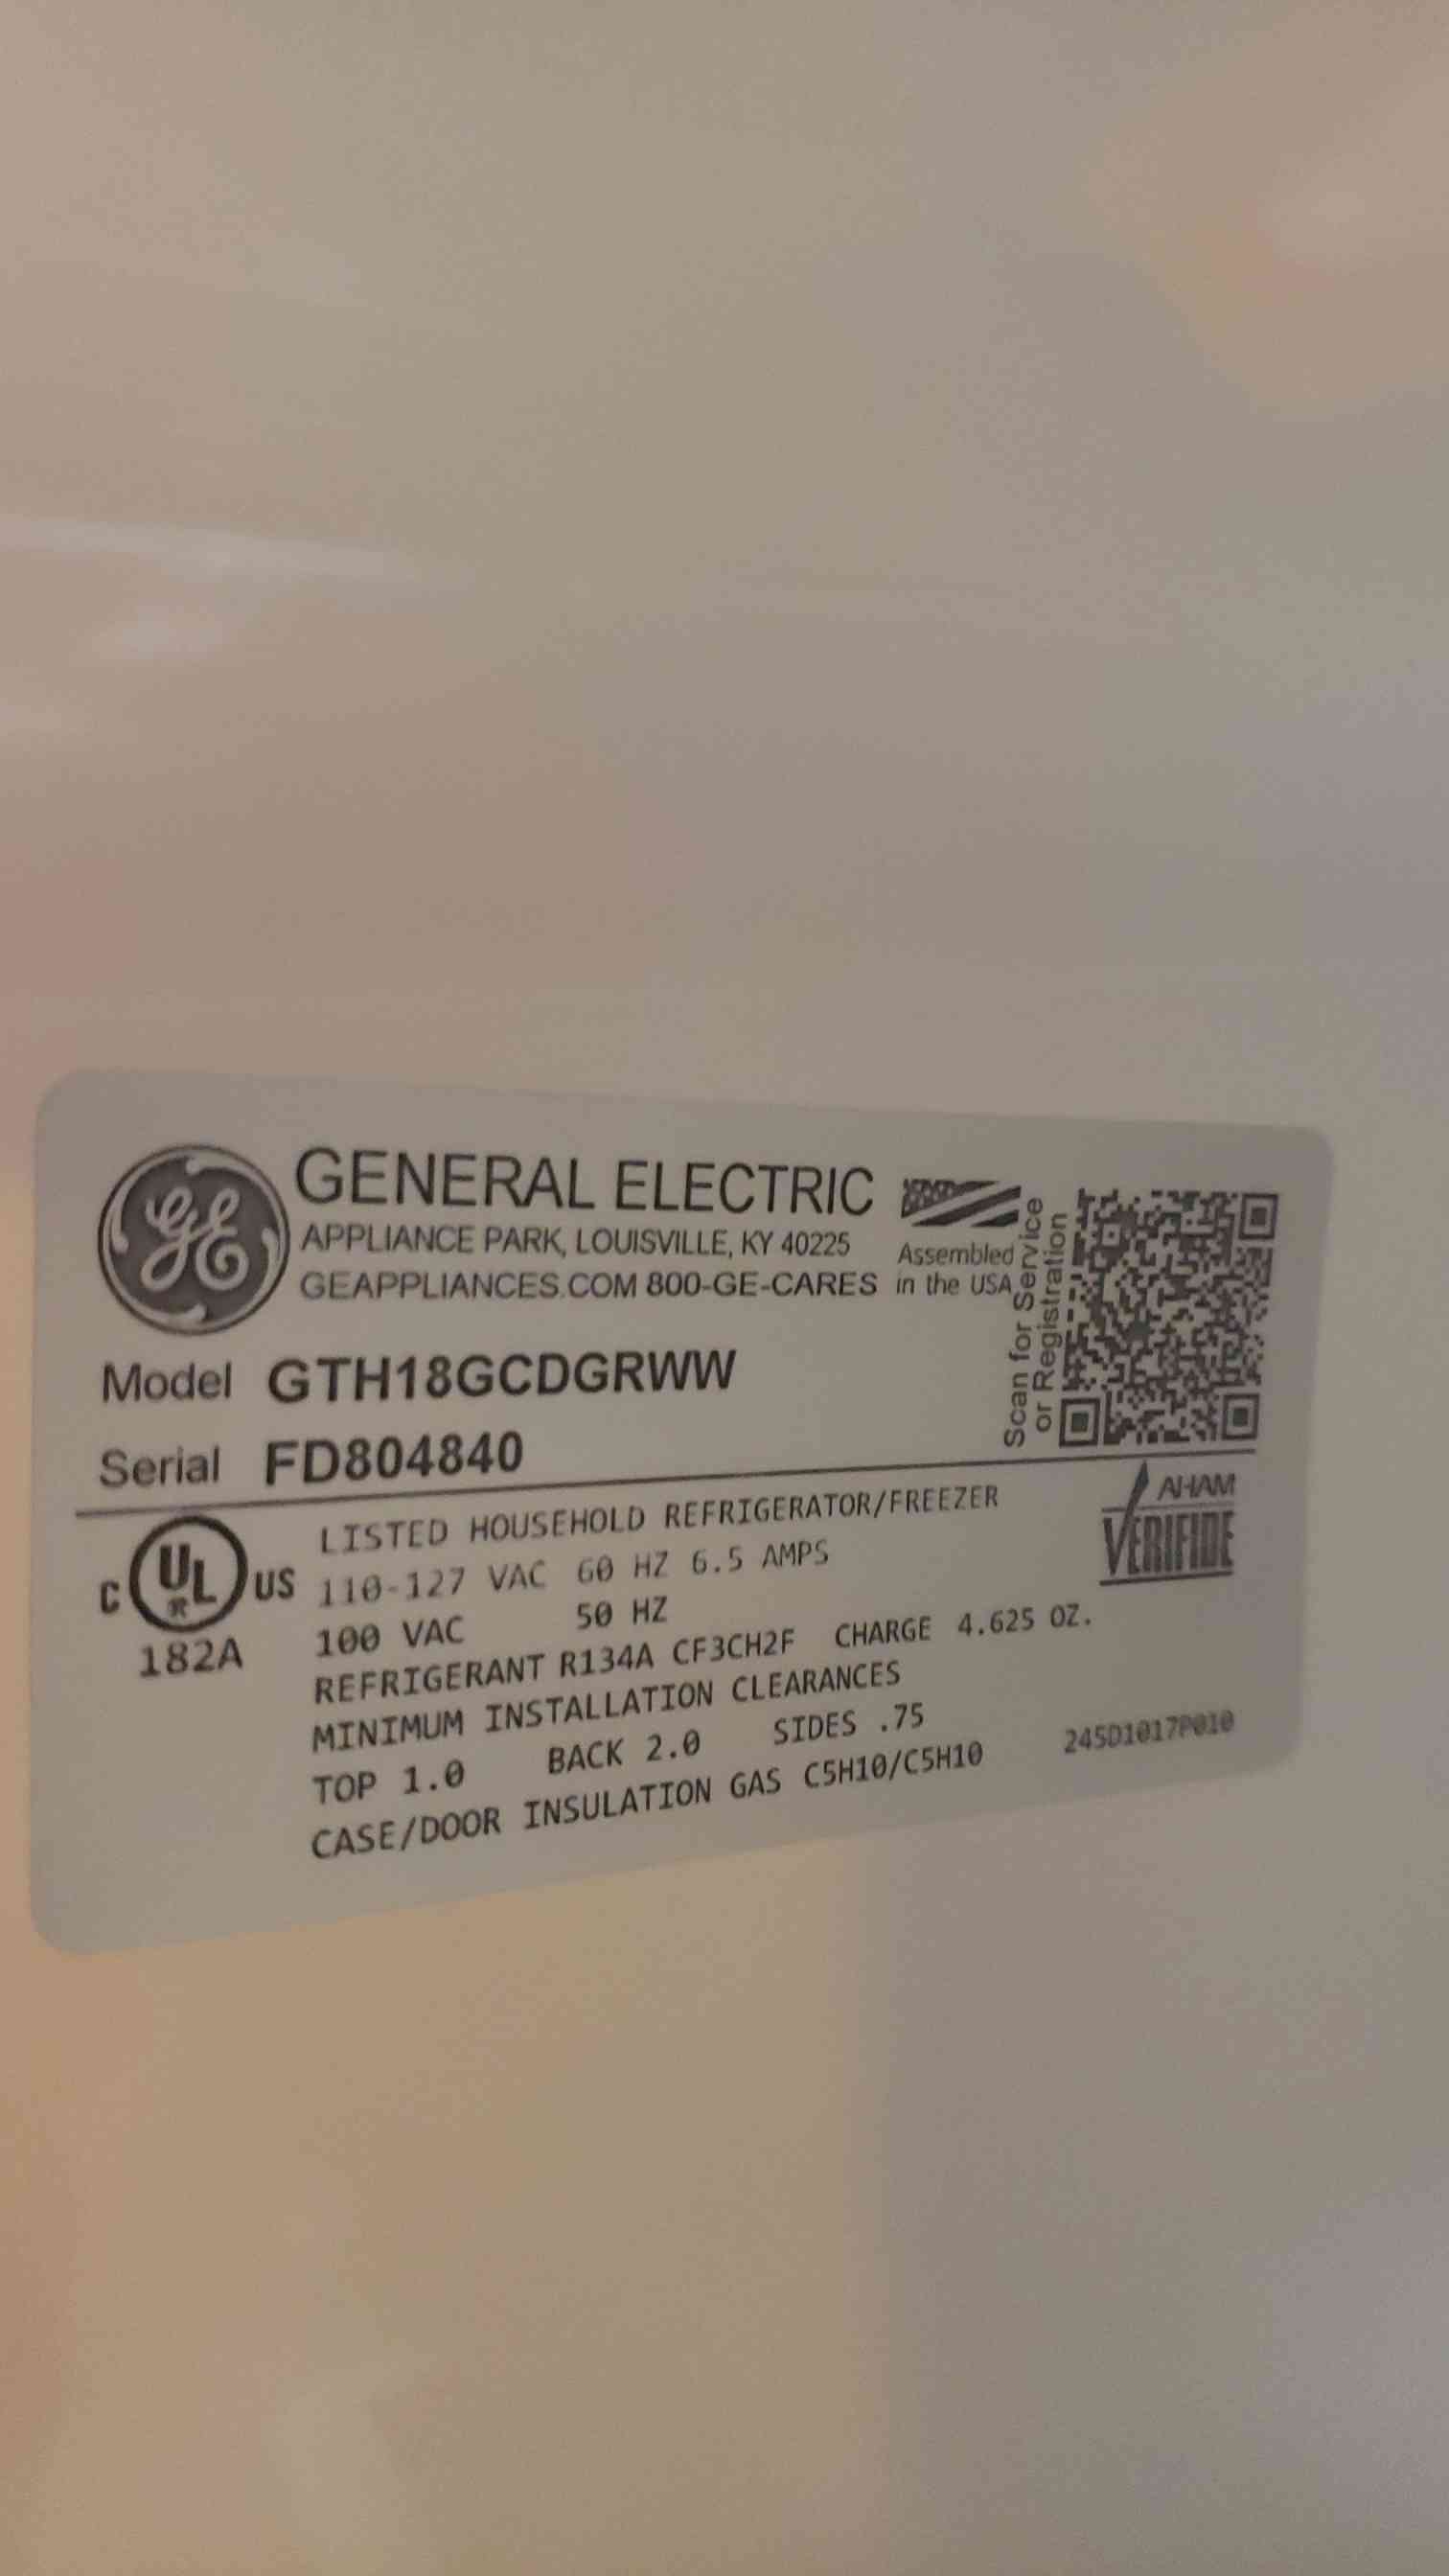 GE
GENERAL ELECTRIC
APPLIANCE PARK, LOUISVILLE, KY 40225
GEAPPLIANCES.COM 800-GE-CARES
Assembled
in the USA
Scan for Service
or Registration
Model GTH18GCDGRWW
Serial FD804840
C UL US
182A
LISTED HOUSEHOLD REFRIGERATOR/FREEZER
110-127 VAC 60 HZ 6.5 AMPS
100 VAC 50 HZ
REFRIGERANT R134A CF3CH2F CHARGE 4.625 OZ.
MINIMUM INSTALLATION CLEARANCES
TOP 1.0 BACK 2.0 SIDES .75
CASE/DOOR INSULATION GAS C5H10/C5H10
AHAM
VERIFIDE
245D1017P010